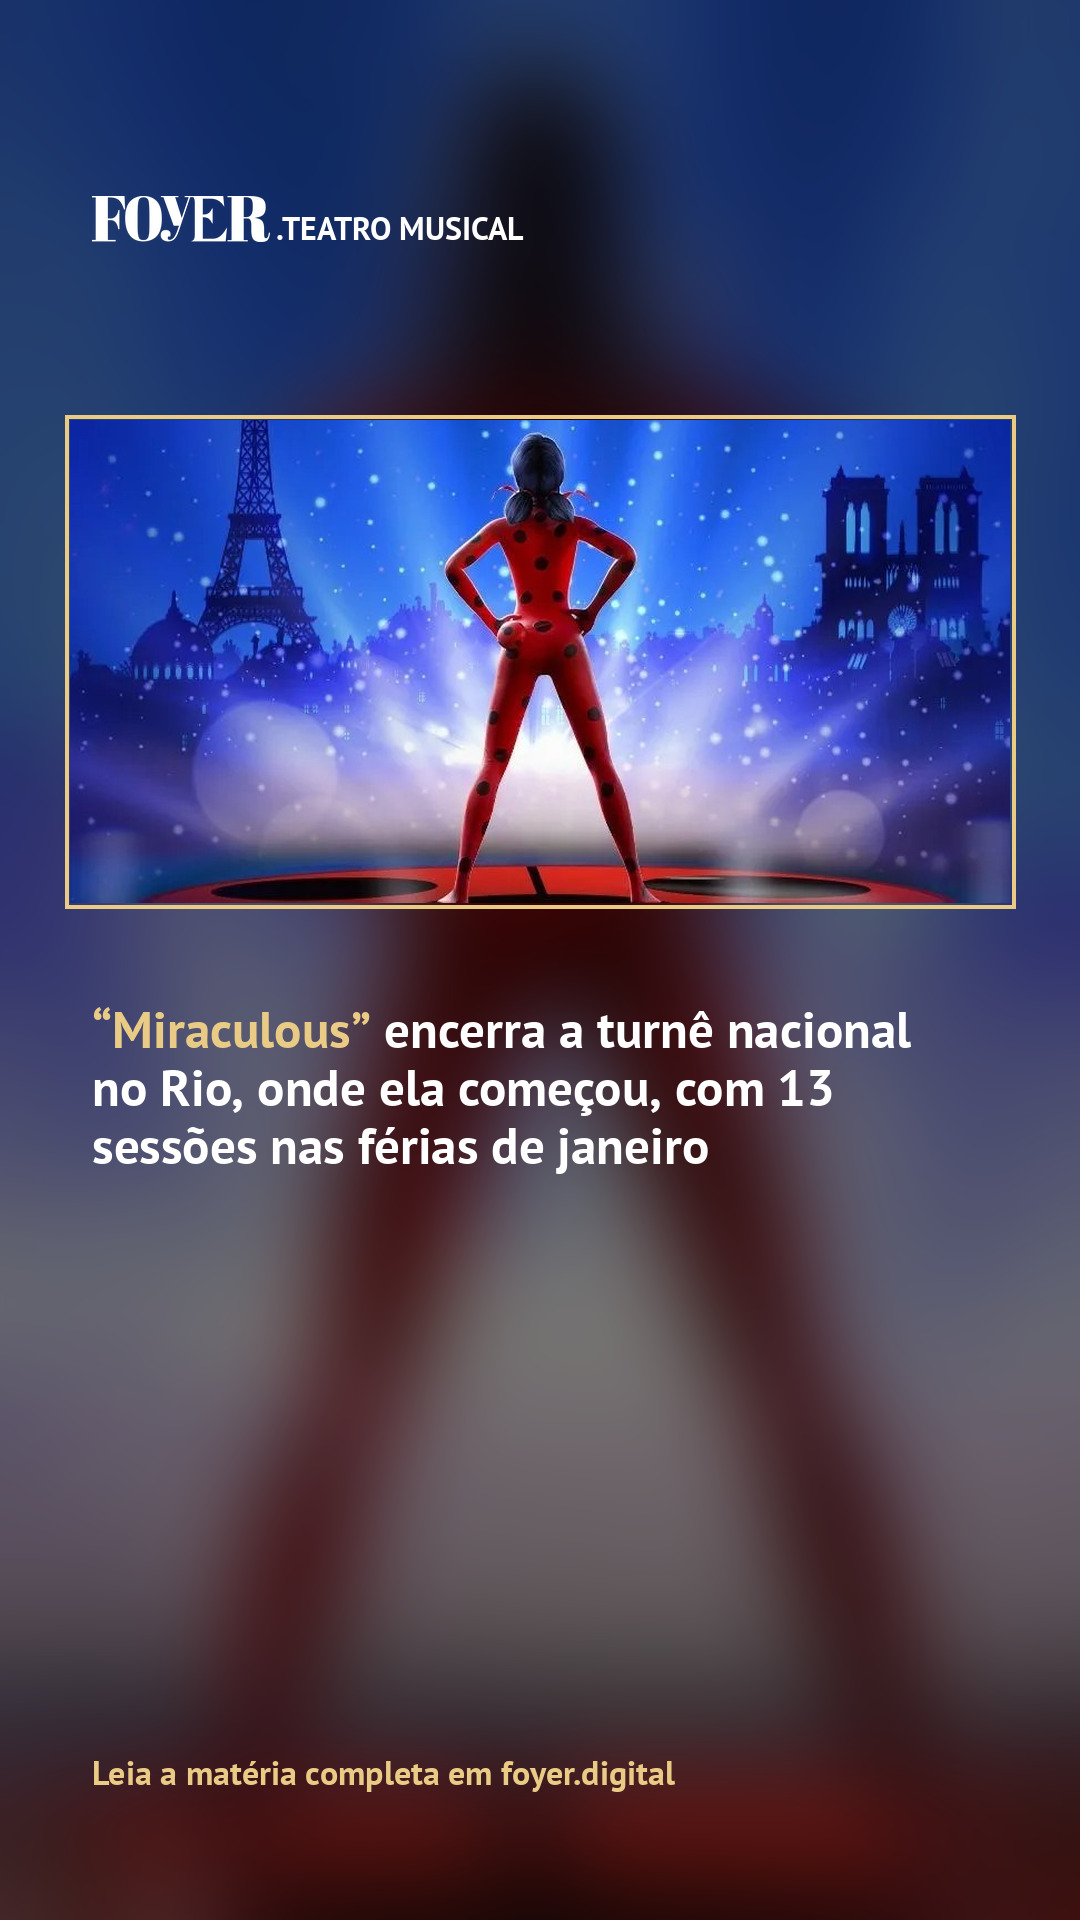 FOYER .TEATRO MUSICAL
“Miraculous” encerra a turnê nacional
no Rio, onde ela começou, com 13
sessões nas férias de janeiro
Leia a matéria completa em foyer.digital